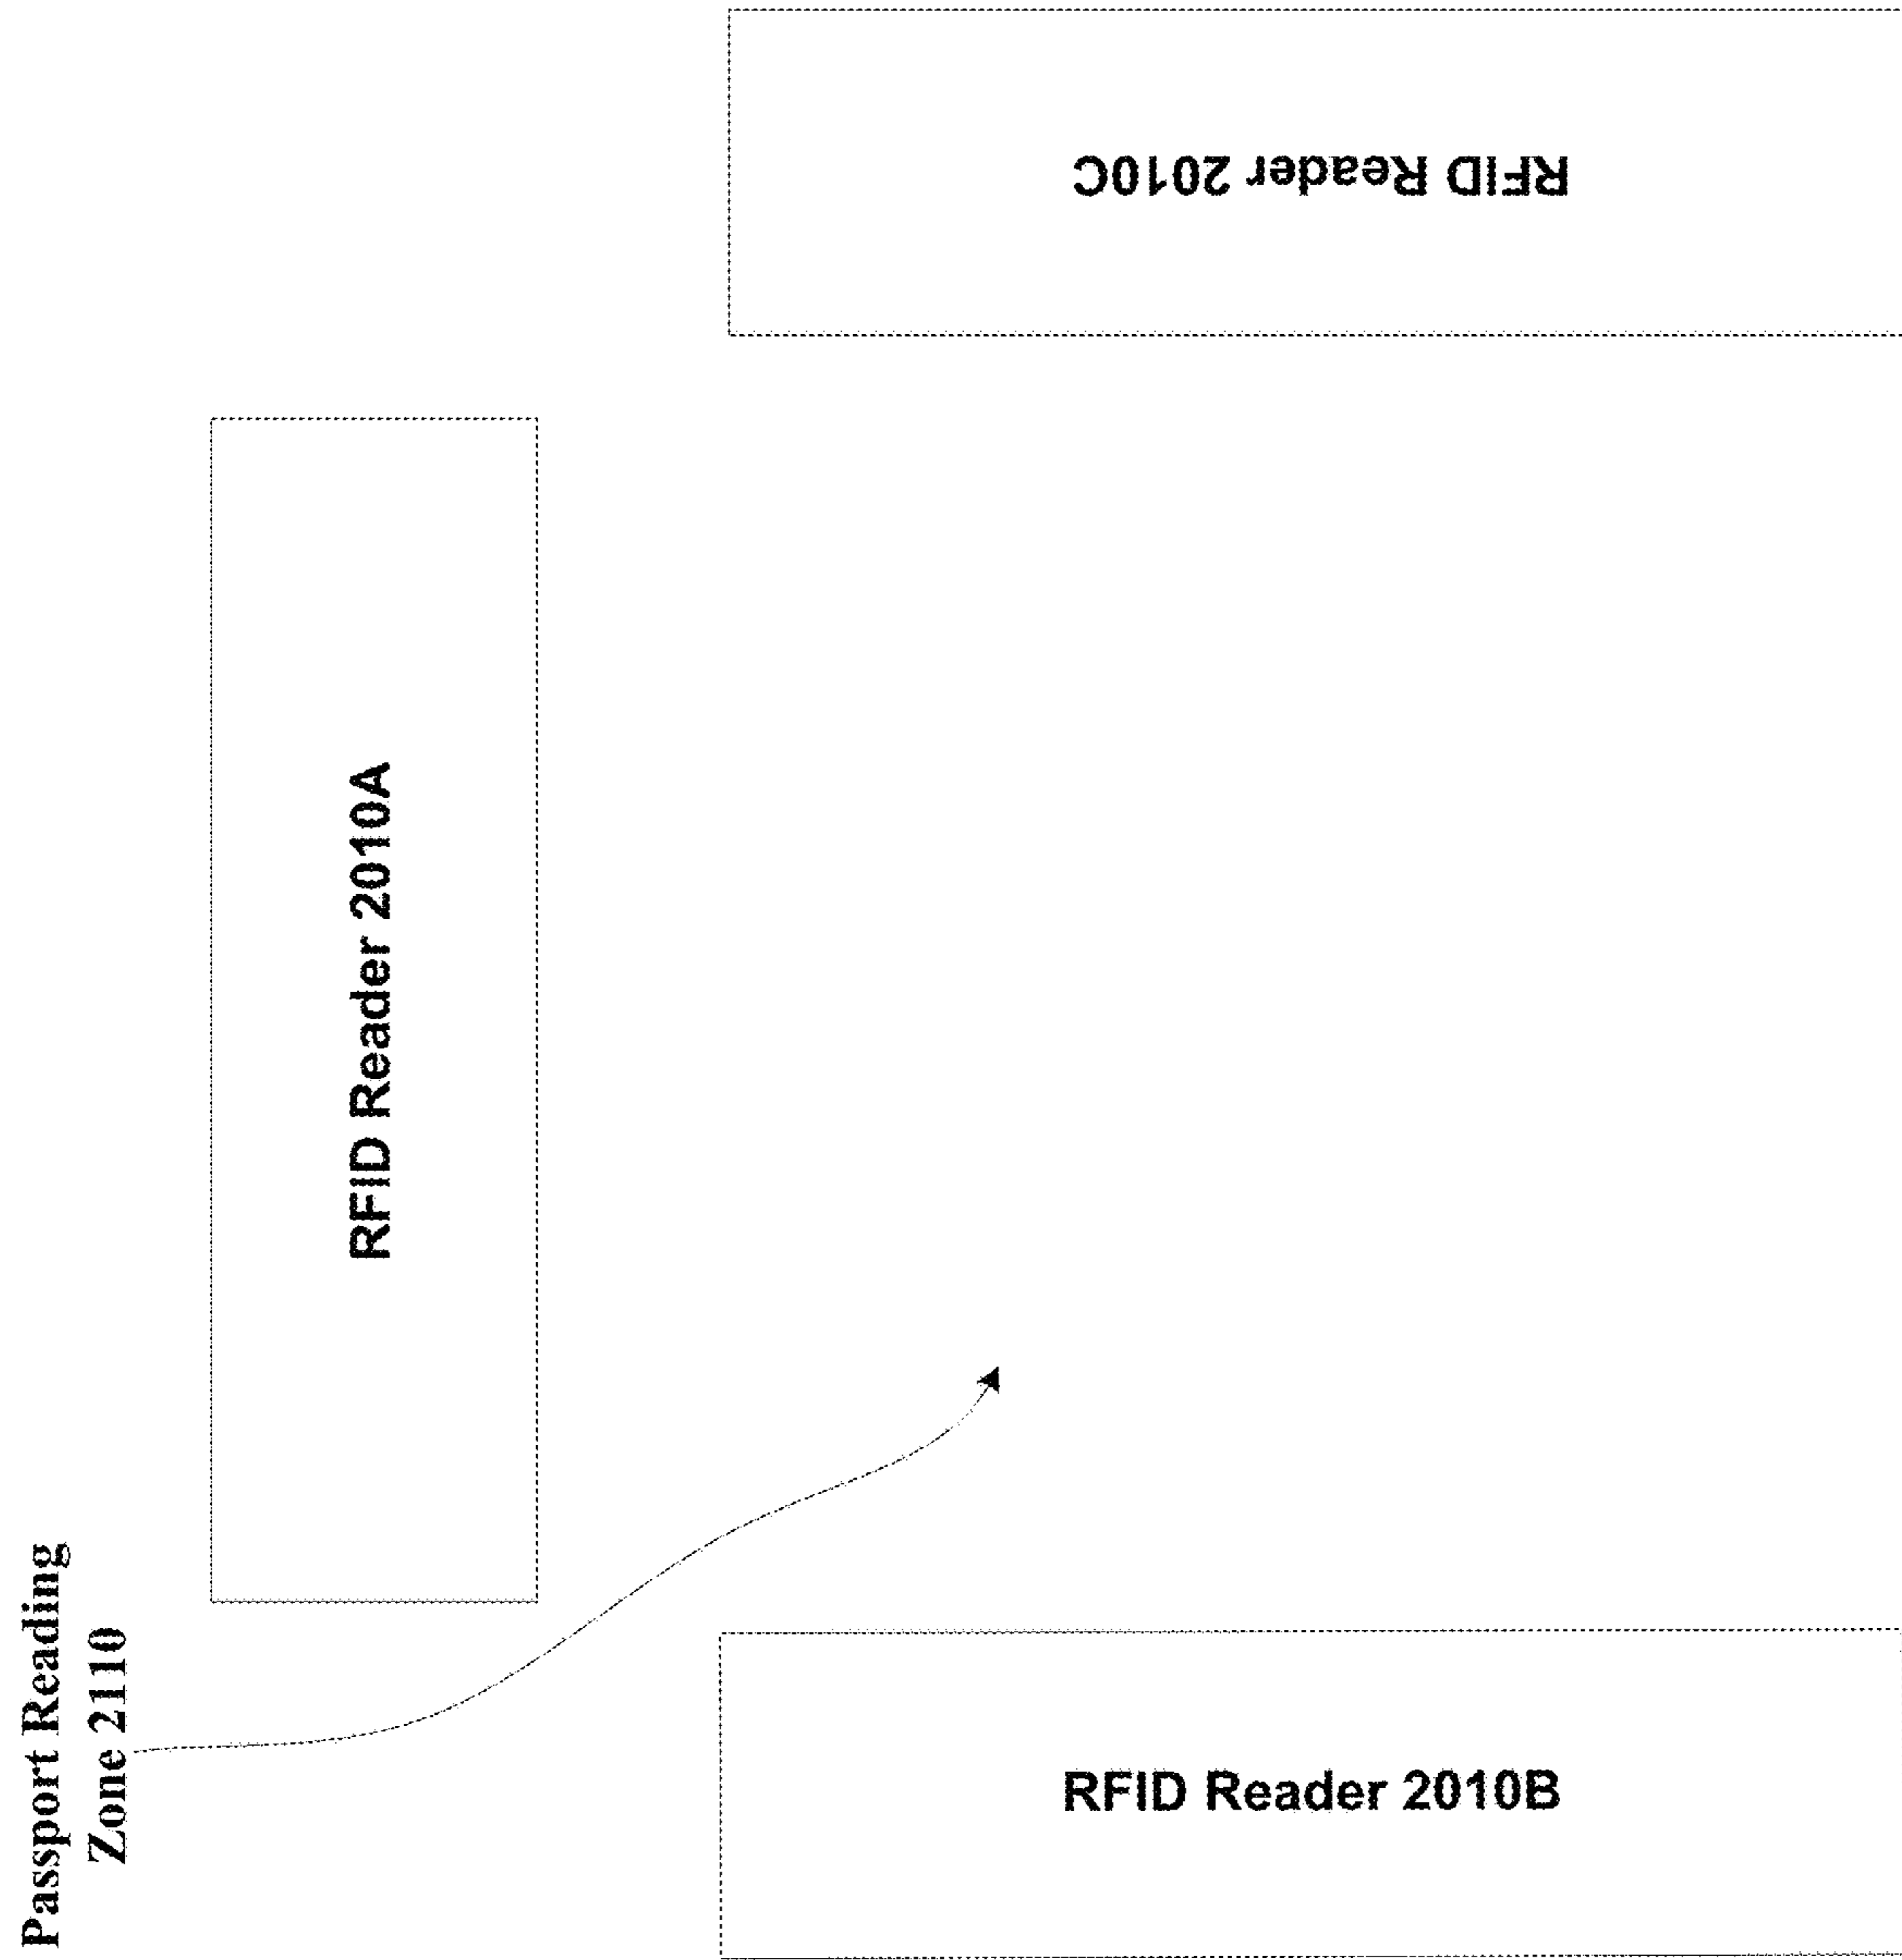 RFID Reader 2010C
RFID Reader 2010A
Passport Reading
Zone 2110
RFID Reader 2010B